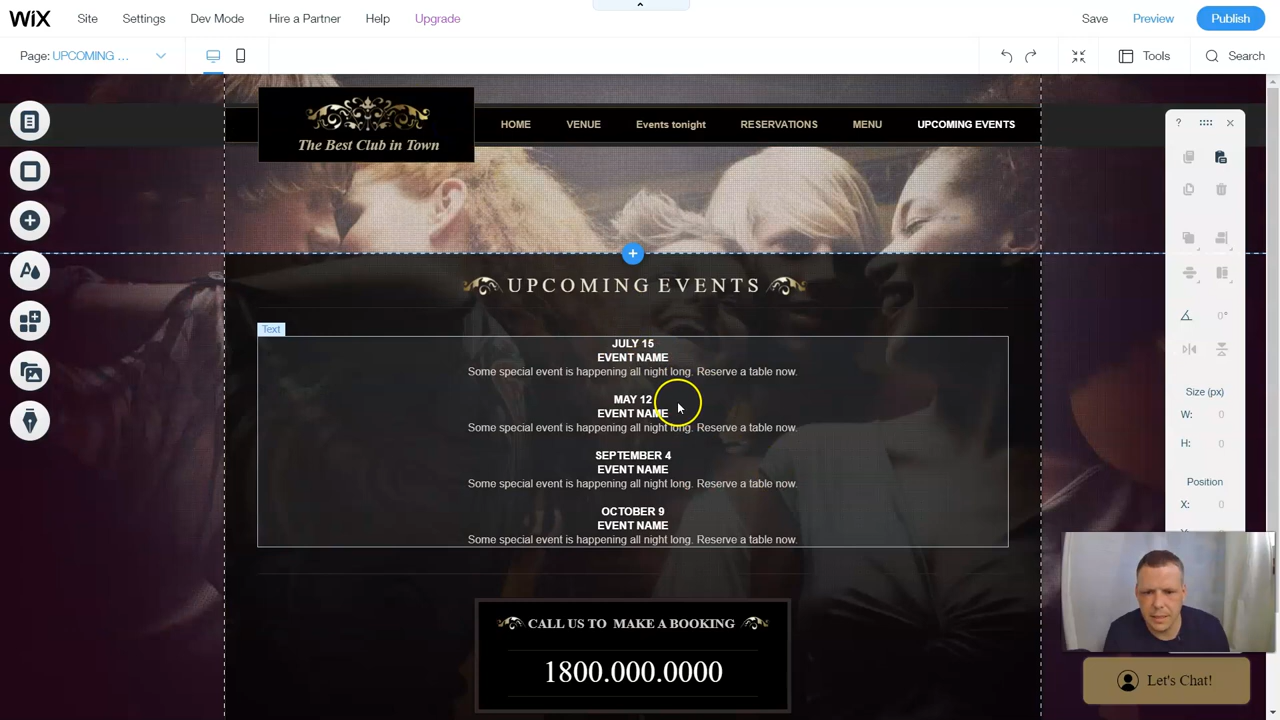 WiX
Site
Settings
Dev Mode
Hire a Partner
Help
Upgrade
Save
Preview
Publish
Page: UPCOMING ...
Tools
Search
The Best Club in Town
HOME
VENUE
Events tonight
RESERVATIONS
MENU
UPCOMING EVENTS
?
UPCOMING EVENTS
Text
JULY 15
EVENT NAME
Some special event is happening all night long. Reserve a table now.
MAY 12
EVENT NAME
Some special event is happening all night long. Reserve a table now.
SEPTEMBER 4
EVENT NAME
Some special event is happening all night long. Reserve a table now.
OCTOBER 9
EVENT NAME
Some special event is happening all night long. Reserve a table now.
0°
Size (px)
W: 0
H: 0
Position
X: 0
CALL US TO MAKE A BOOKING
1800.000.0000
Let's Chat!